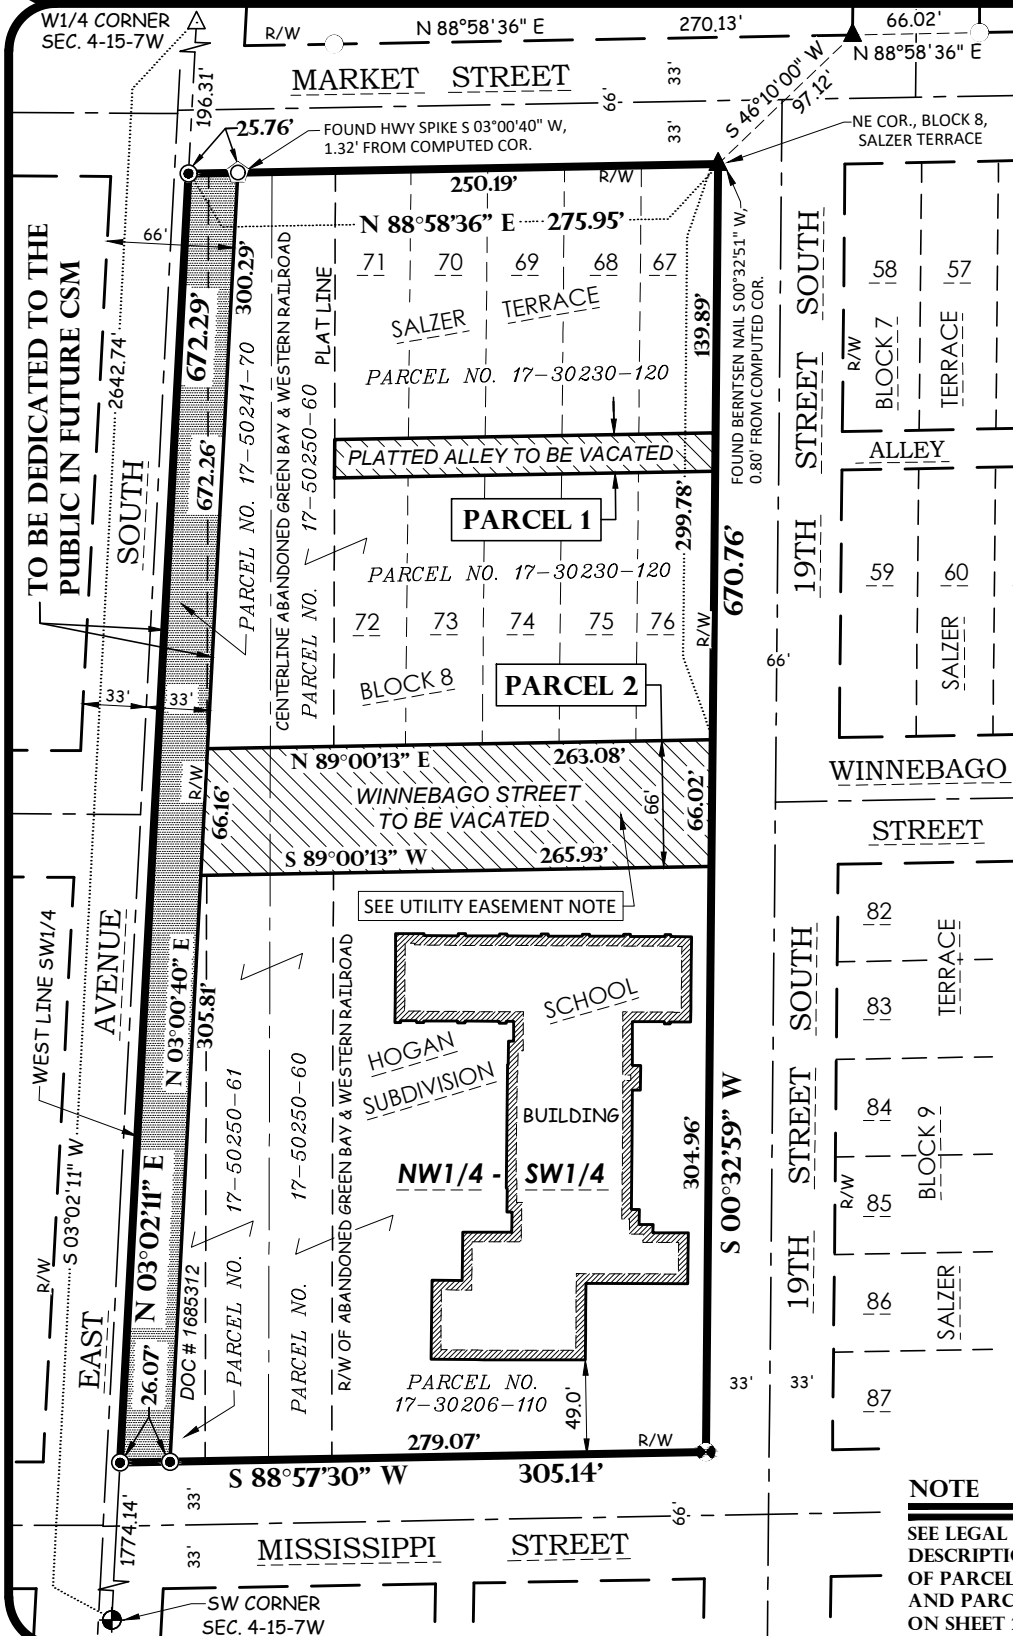 W1/4 CORNER
SEC. 4-15-7W
R/W
N 88°58'36" E
270.13'
66.02'
N 88°58'36" E
MARKET STREET
33'
66'
33'
S 46°10'00" W
97.12'
196.31'
25.76'
FOUND HWY SPIKE S 03°00'40" W,
1.32' FROM COMPUTED COR.
NE COR., BLOCK 8,
SALZER TERRACE
250.19'
R/W
N 88°58'36" E
275.95'
66'
TO BE DEDICATED TO THE
PUBLIC IN FUTURE CSM
2642.74'
672.29'
672.26'
300.29'
PARCEL NO. 17-50241-70
CENTERLINE ABANDONED GREEN BAY & WESTERN RAILROAD
PARCEL NO. 17-50250-60
PLAT LINE
71
70
69
68
67
SALZER TERRACE
PARCEL NO. 17-30230-120
139.89'
FOUND BERNTSEN NAIL S 00°32'51" W,
0.80' FROM COMPUTED COR.
19TH STREET SOUTH
R/W
58
57
BLOCK 7
TERRACE
ALLEY
PLATTED ALLEY TO BE VACATED
PARCEL 1
299.78'
670.76'
PARCEL NO. 17-30230-120
72
73
74
75
76
R/W
BLOCK 8
PARCEL 2
66'
59
60
SALZER
SOUTH
33'
33'
R/W
N 89°00'13" E
263.08'
WINNEBAGO STREET
TO BE VACATED
66.16'
66'
66.02'
S 89°00'13" W
265.93'
WINNEBAGO
STREET
SEE UTILITY EASEMENT NOTE
WEST LINE SW1/4
AVENUE
N 03°00'40" E
305.81'
R/W OF ABANDONED GREEN BAY & WESTERN RAILROAD
SCHOOL
HOGAN
SUBDIVISION
BUILDING
NW1/4 - SW1/4
304.96'
S 00°32'59" W
19TH STREET SOUTH
82
83
84
85
86
87
TERRACE
BLOCK 9
SALZER
R/W
R/W
S 03°02'11" W
N 03°02'11" E
EAST
26.07'
DOC # 1685312
PARCEL NO. 17-50250-61
PARCEL NO. 17-50250-60
PARCEL NO.
17-30206-110
49.0'
33'
33'
279.07'
R/W
S 88°57'30" W
305.14'
33'
66'
33'
1774.14'
MISSISSIPPI STREET
SW CORNER
SEC. 4-15-7W
NOTE
SEE LEGAL
OF PARCEL
AND PARC
ON SHEET